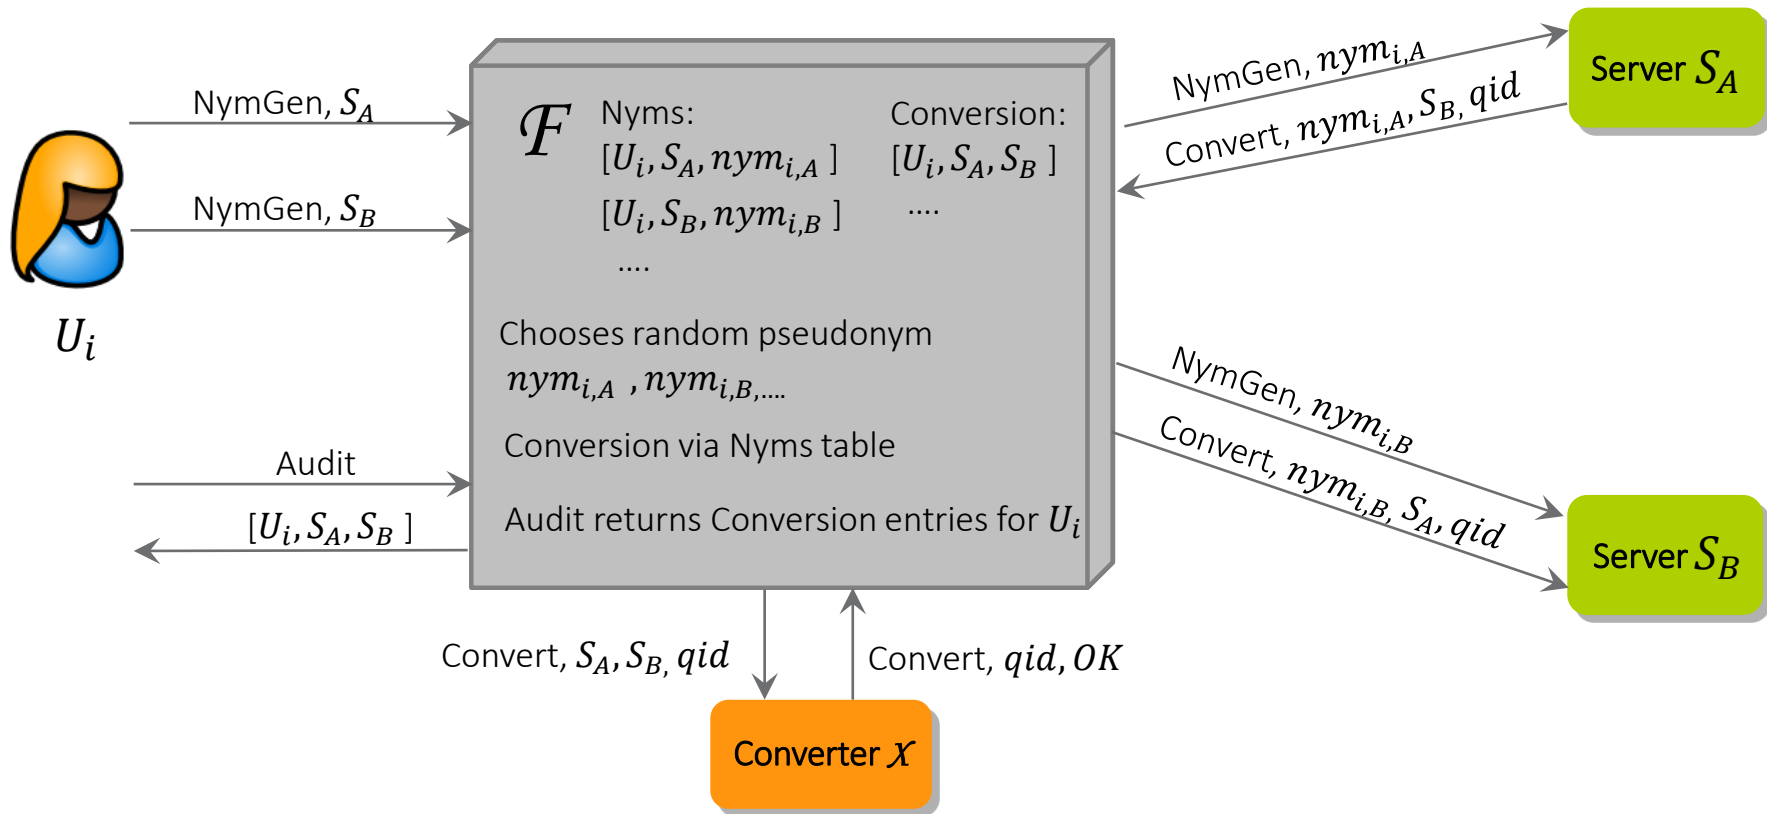 NymGen, S_A
NymGen, S_B
U_i
Audit
[U_i, S_A, S_B ]
ℱ
Nyms:
[U_i, S_A, nym_{i,A} ]
[U_i, S_B, nym_{i,B} ]
....
Conversion:
[U_i, S_A, S_B ]
....
Chooses random pseudonym
nym_{i,A} , nym_{i,B,....}
Conversion via Nyms table
Audit returns Conversion entries for U_i
NymGen, nym_{i,A}
Convert, nym_{i,A}, S_{B,} qid
Server S_A
NymGen, nym_{i,B}
Convert, nym_{i,B,} S_A, qid
Server S_B
Convert, S_A, S_{B,} qid
Convert, qid, OK
Converter 𝒳